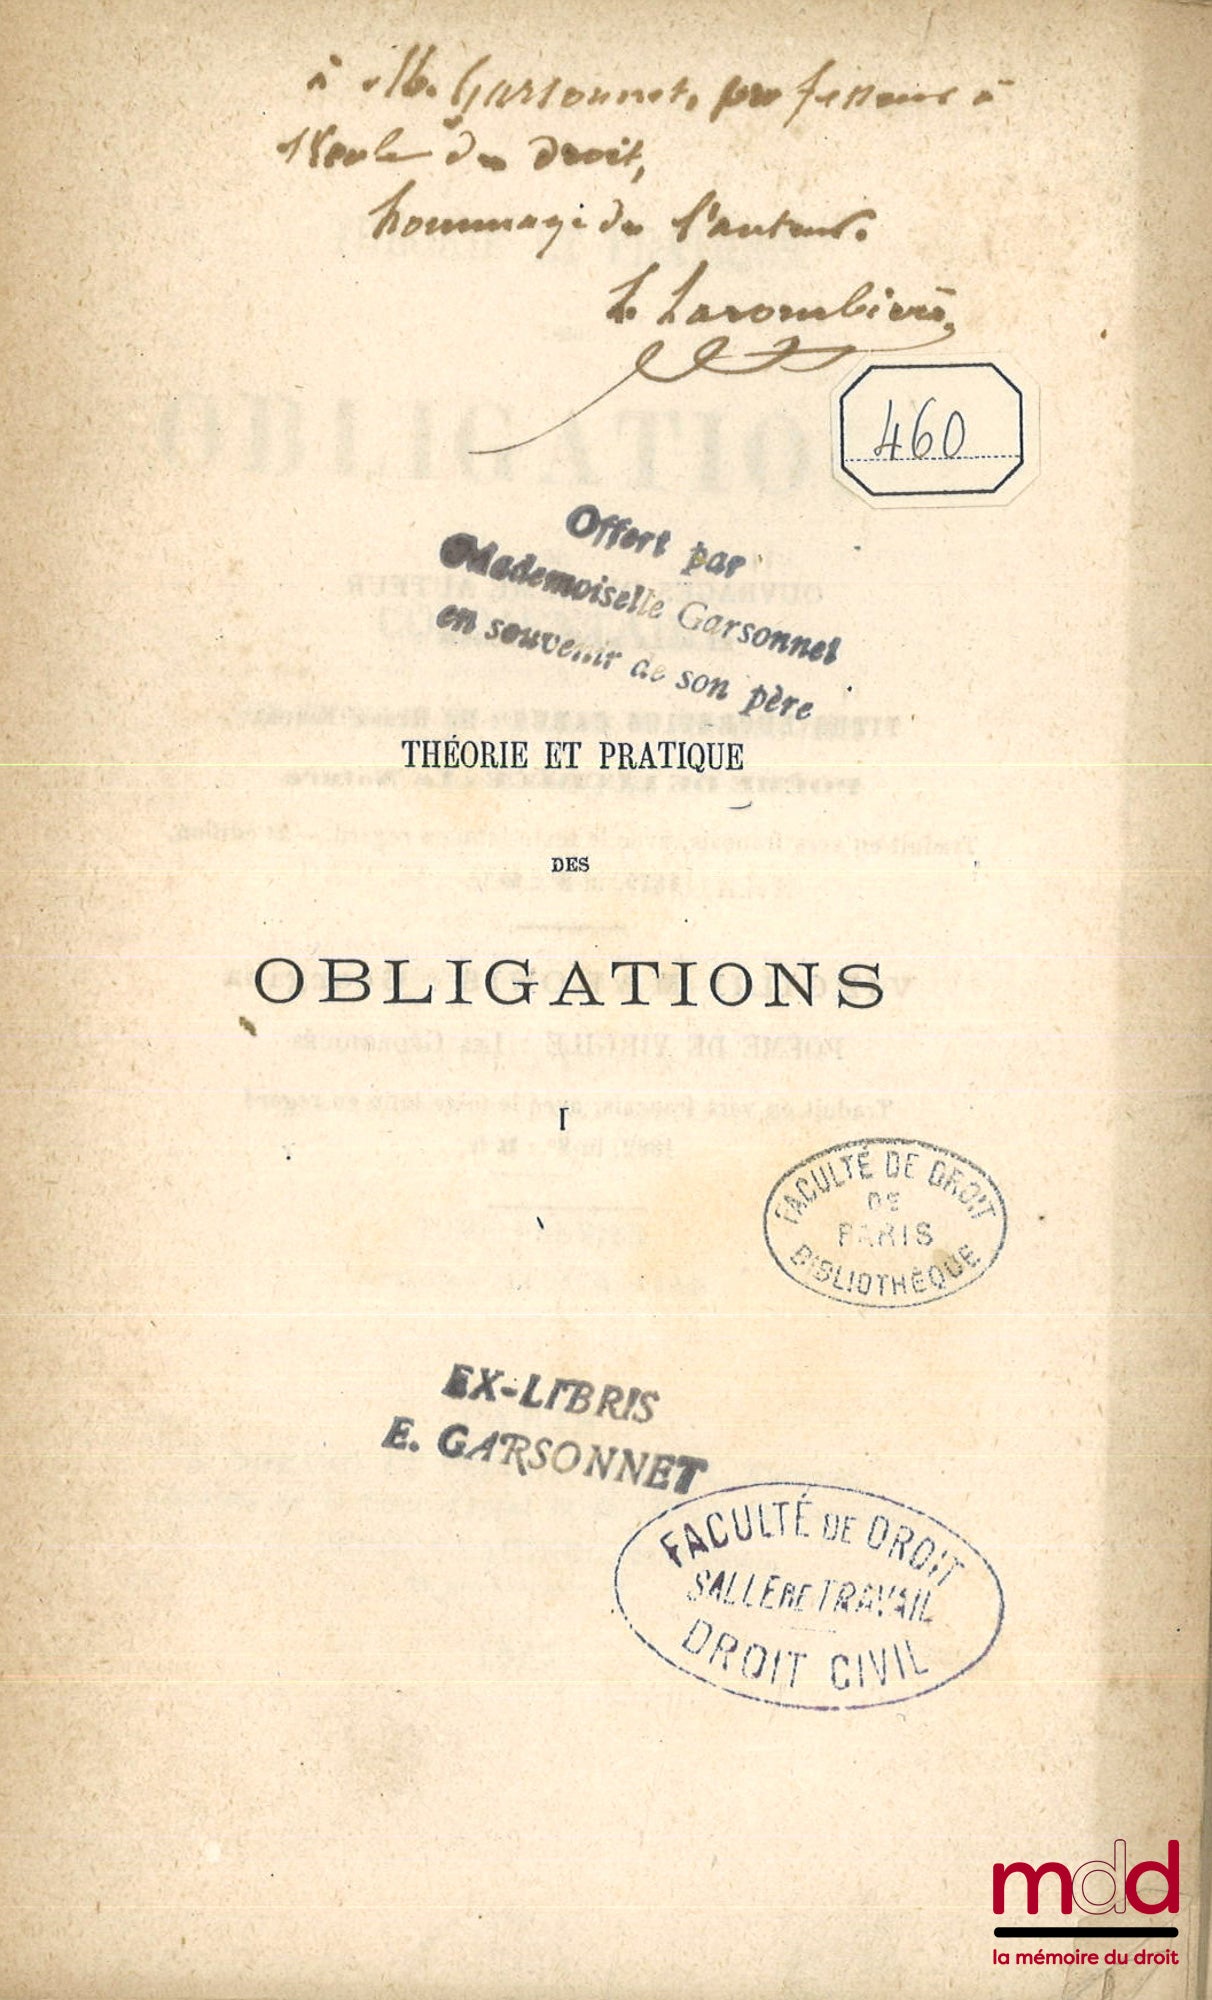 à M. Garsonnet, professeur à
l'école de droit,
hommage de l'auteur.
L. Larombière
460
Offert par
Mademoiselle Garsonnet
en souvenir de son père
THÉORIE ET PRATIQUE
DES
OBLIGATIONS
I
FACULTÉ DE DROIT
DE
PARIS
BIBLIOTHÈQUE
EX-LIBRIS
E. GARSONNET
FACULTÉ DE DROIT
SALLE DE TRAVAIL
DROIT CIVIL
mdd
la mémoire du droit